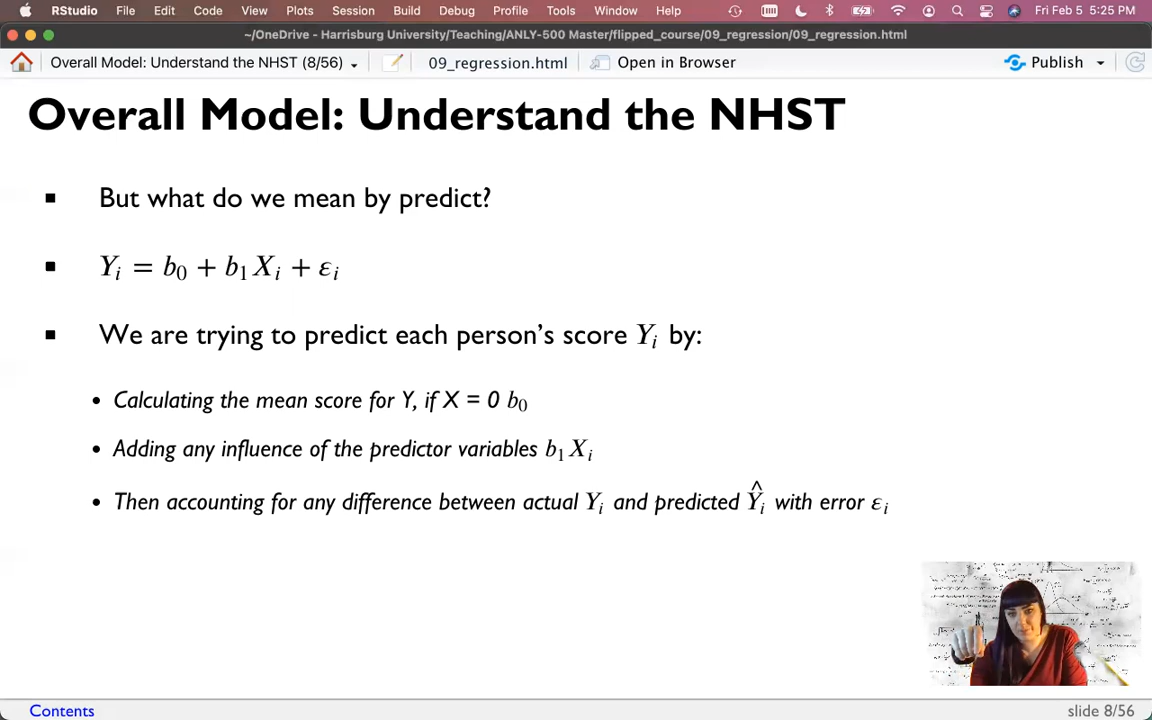 RStudio File Edit Code View Plots Session Build Debug Profile Tools Window Help Fri Feb 5 5:25 PM
~/OneDrive - Harrisburg University/Teaching/ANLY-500 Master/flipped_course/09_regression/09_regression.html
Overall Model: Understand the NHST (8/56) 09_regression.html Open in Browser Publish
Overall Model: Understand the NHST
But what do we mean by predict?
Yᵢ = b₀ + b₁Xᵢ + εᵢ
We are trying to predict each person’s score Yᵢ by:
• Calculating the mean score for Y, if X = 0 b₀
• Adding any influence of the predictor variables b₁Xᵢ
• Then accounting for any difference between actual Yᵢ and predicted Ŷᵢ with error εᵢ
Contents slide 8/56